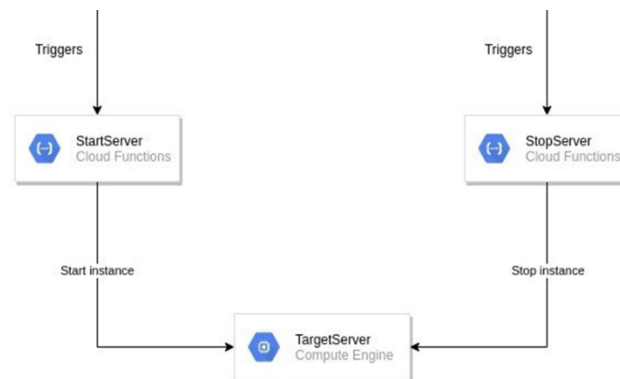 Triggers
Triggers
StartServer
Cloud Functions
StopServer
Cloud Functions
Start instance
Stop instance
TargetServer
Compute Engine